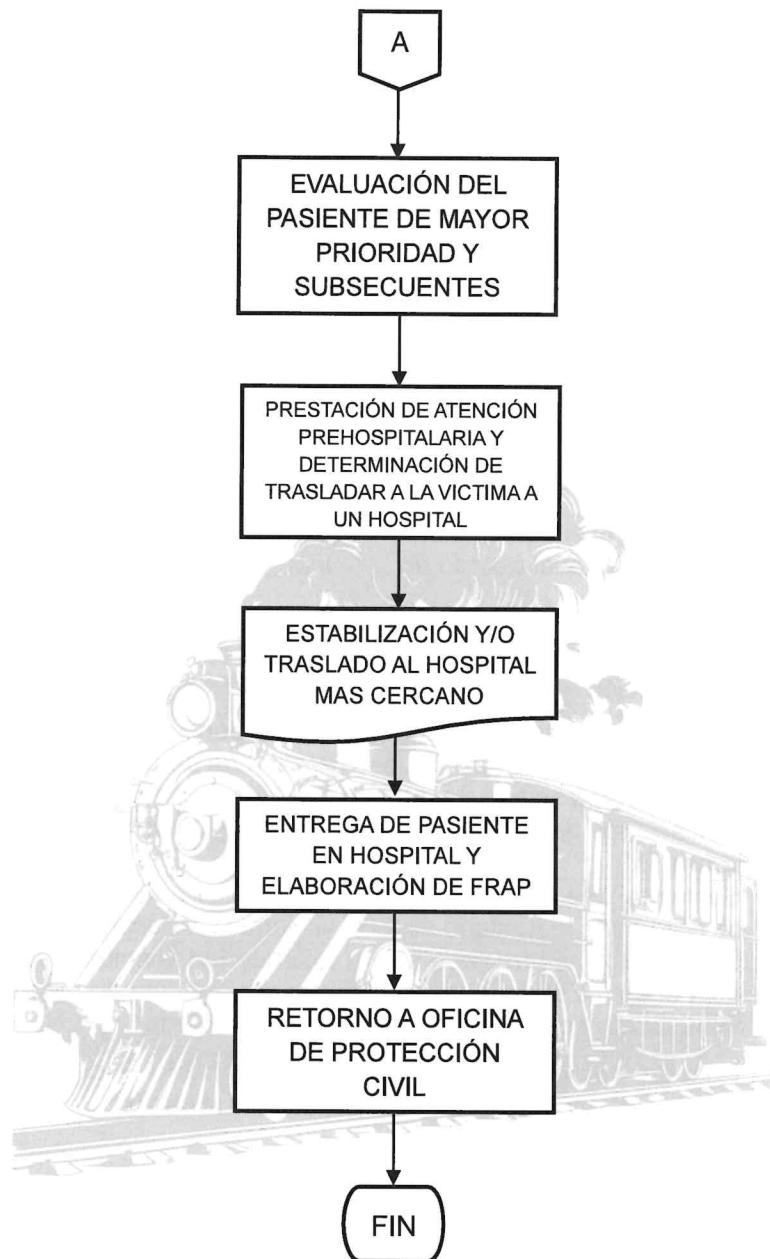 A
EVALUACIÓN DEL
PASIENTE DE MAYOR
PRIORIDAD Y
SUBSECUENTES
PRESTACIÓN DE ATENCIÓN
PREHOSPITALARIA Y
DETERMINACIÓN DE
TRASLADAR A LA VICTIMA A
UN HOSPITAL
ESTABILIZACIÓN Y/O
TRASLADO AL HOSPITAL
MAS CERCANO
ENTREGA DE PASIENTE
EN HOSPITAL Y
ELABORACIÓN DE FRAP
RETORNO A OFICINA
DE PROTECCIÓN
CIVIL
FIN